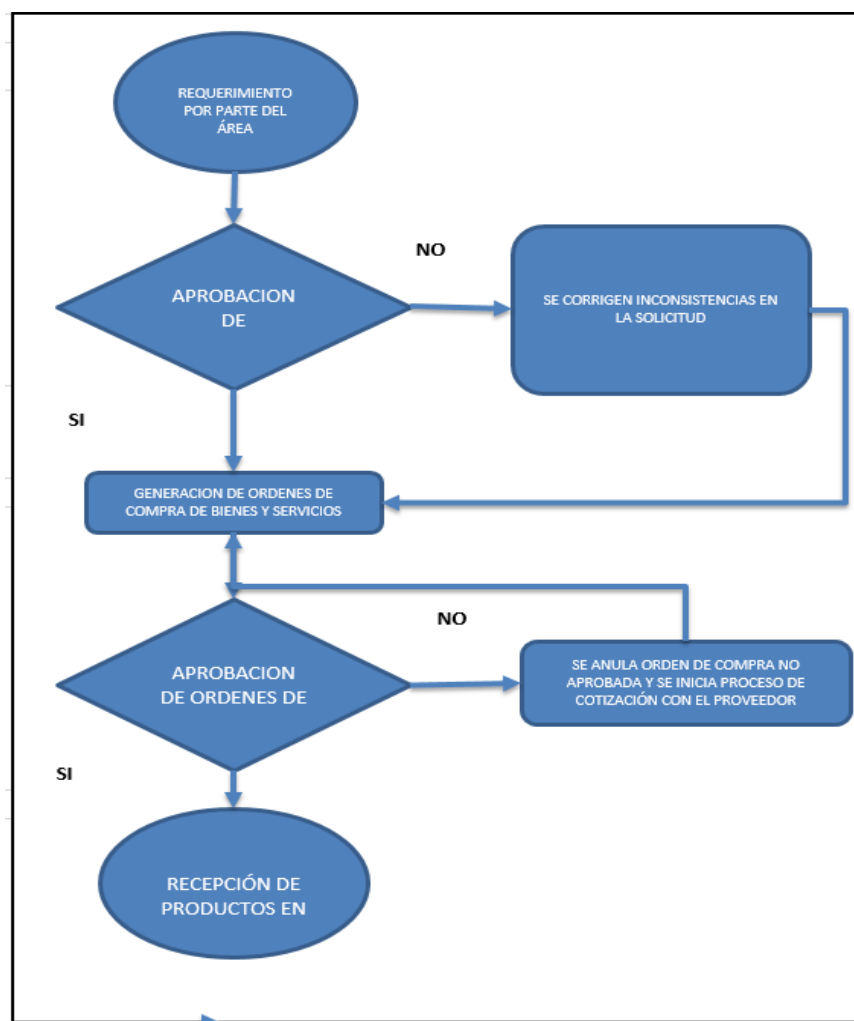 REQUERIMIENTO
POR PARTE DEL
ÁREA
NO
APROBACION
DE
SE CORRIGEN INCONSISTENCIAS EN
LA SOLICITUD
SI
GENERACION DE ORDENES DE
COMPRA DE BIENES Y SERVICIOS
NO
APROBACION
DE ORDENES DE
SE ANULA ORDEN DE COMPRA NO
APROBADA Y SE INICIA PROCESO DE
COTIZACIÓN CON EL PROVEEDOR
SI
RECEPCIÓN DE
PRODUCTOS EN